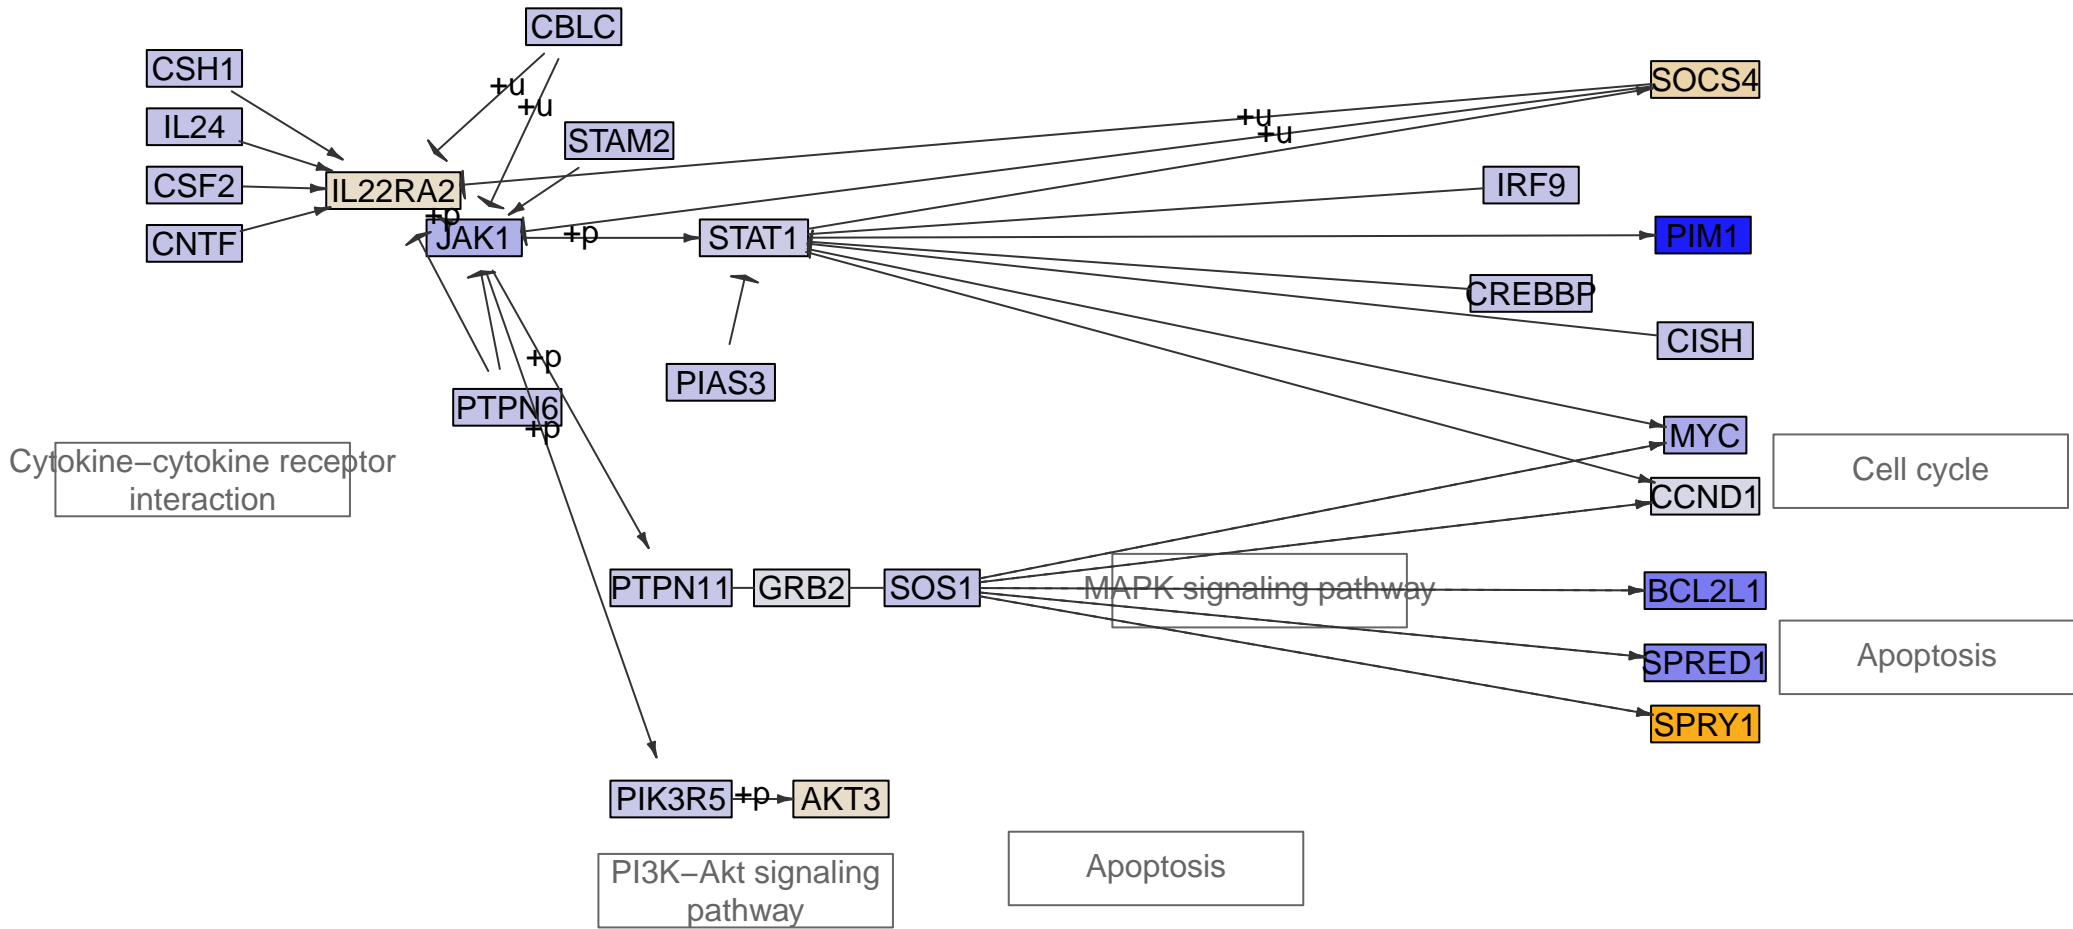 CBLC
CSH1
+u
SOCS4
+u
IL24
+u
+u
STAM2
CSF2
IL22RA2
IRF9
+p
CNTF
JAK1
+p
STAT1
PIM1
CREBBP
CISH
+p
PIAS3
PTPN6
+p
MYC
Cytokine−cytokine receptor
interaction
Cell cycle
CCND1
PTPN11
GRB2
SOS1
MAPK signaling pathway
BCL2L1
SPRED1
Apoptosis
SPRY1
PIK3R5
+p
AKT3
PI3K−Akt signaling
pathway
Apoptosis